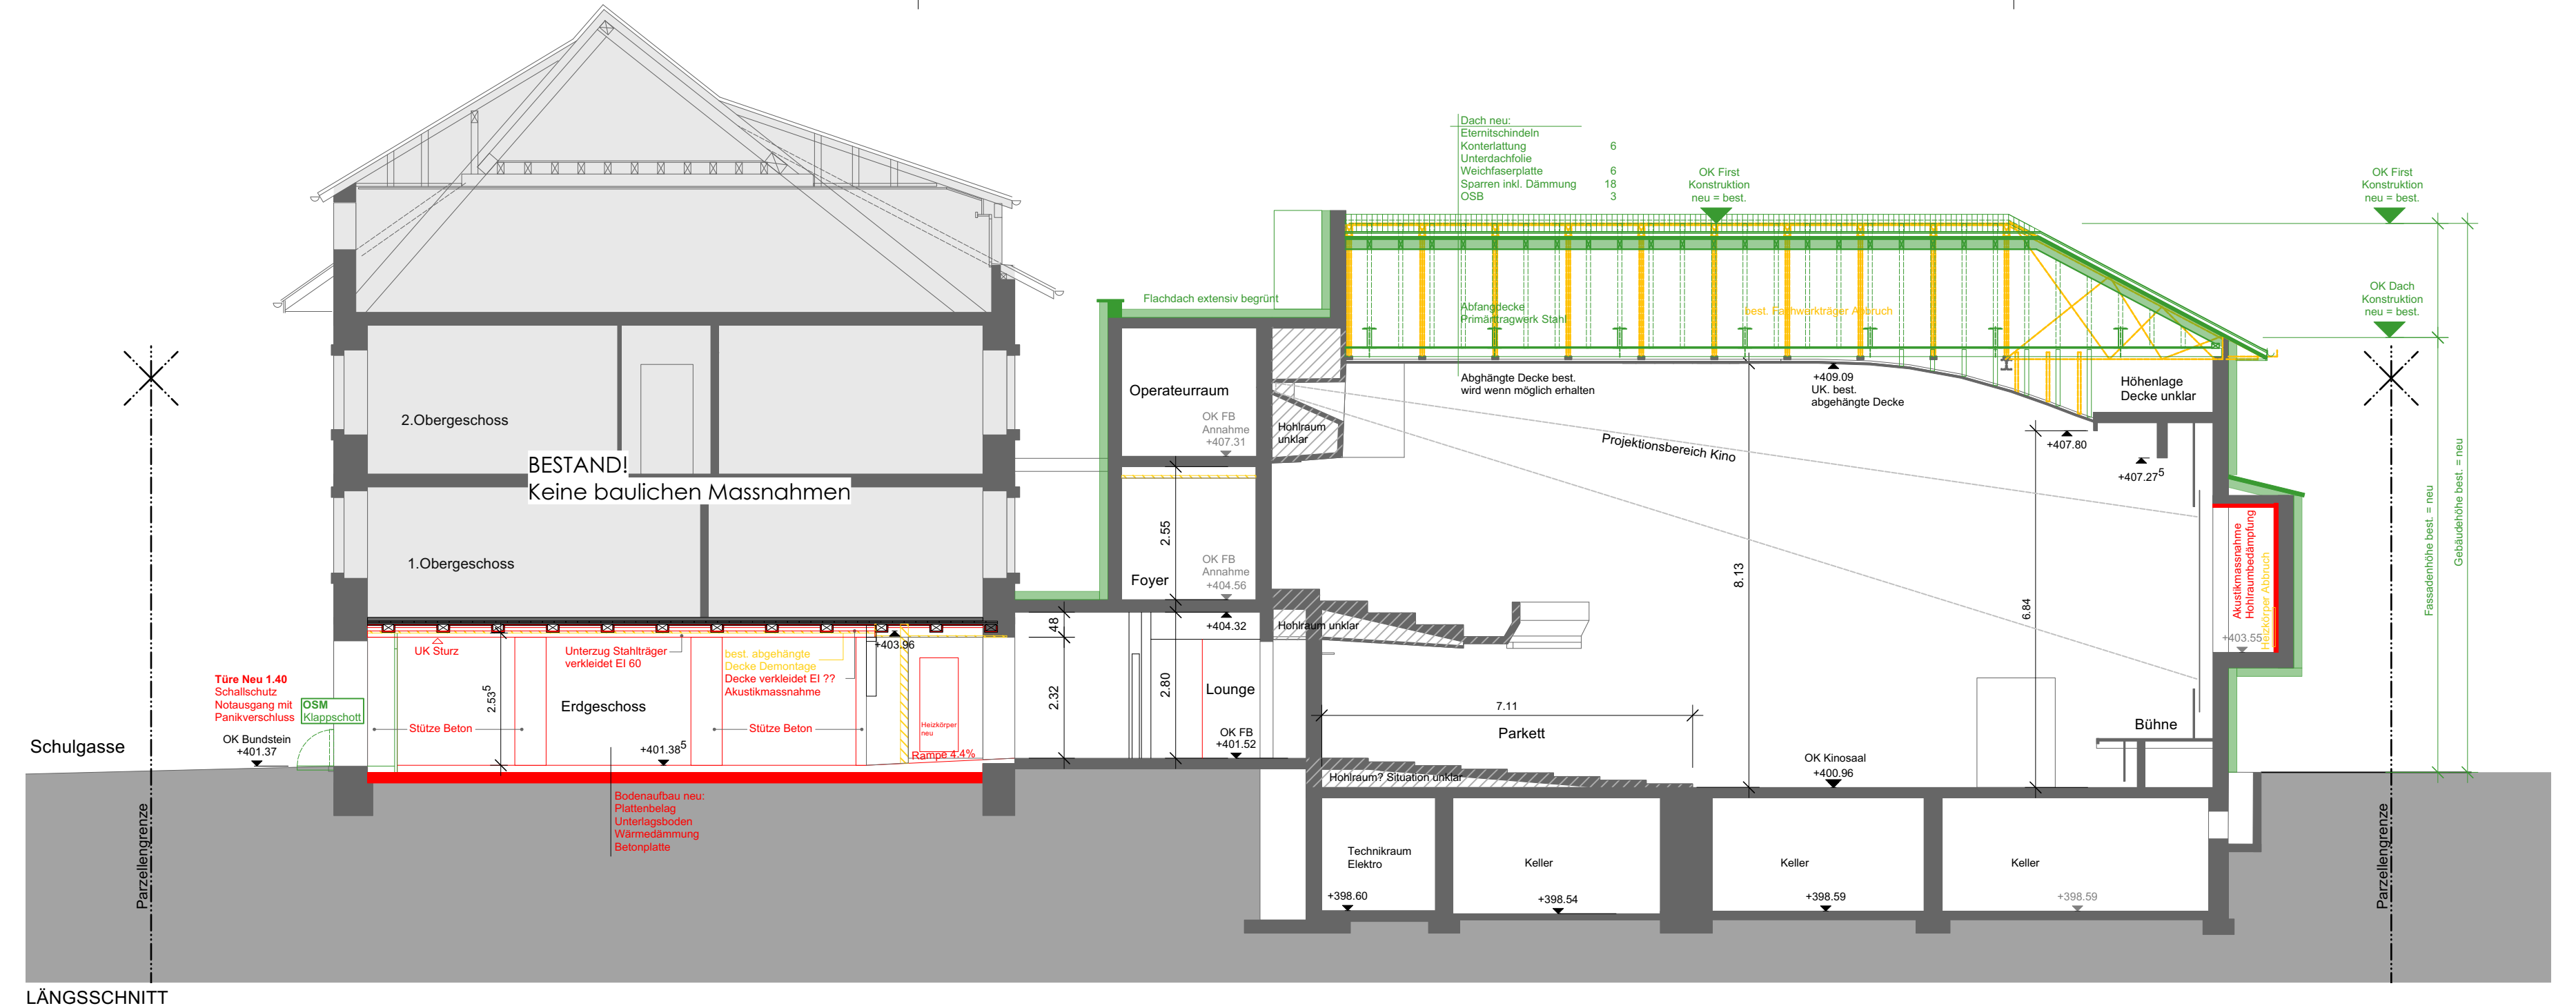 Dach neu:
Eternitschindeln
Konterlattung 6
Unterdachfolie
Weichfaserplatte 6
Sparren inkl. Dämmung 18
OSB 3
OK First
Konstruktion
neu = best.
OK First
Konstruktion
neu = best.
OK Dach
Konstruktion
neu = best.
Flachdach extensiv begrünt
Abfangdecke
Primärtragwerk Stahl
best. Fachwerkträger Abbruch
Abghängte Decke best.
wird wenn möglich erhalten
+409.09
UK. best.
abgehängte Decke
Höhenlage
Decke unklar
Operateurraum
OK FB
Annahme
+407.31
Hohlraum
unklar
Projektionsbereich Kino
+407.80
+407.27⁵
2.Obergeschoss
BESTAND!
Keine baulichen Massnahmen
1.Obergeschoss
2.55
Foyer
OK FB
Annahme
+404.56
8.13
6.84
Akustikmassnahme
Hohlraumbedämpfung
Heizkörper Abbruch
+403.55
Fassadenhöhe best. = neu
Gebäudehöhe best. = neu
48
+404.32
Hohlraum unklar
+403.96
UK Sturz
Unterzug Stahlträger
verkleidet EI 60
best. abgehängte
Decke Demontage
Decke verkleidet EI ??
Akustikmassnahme
Türe Neu 1.40
Schallschutz
Notausgang mit
Panikverschluss
OSM
Klappschott
2.53⁵
Erdgeschoss
Stütze Beton
Stütze Beton
Heizkörper
neu
2.32
2.80
Lounge
7.11
Parkett
Bühne
Schulgasse
OK Bundstein
+401.37
+401.38⁵
Rampe 4.4%
OK FB
+401.52
OK Kinosaal
+400.96
Hohlraum? Situation unklar
Bodenaufbau neu:
Plattenbelag
Unterlagsboden
Wärmedämmung
Betonplatte
Parzellengrenze
Technikraum
Elektro
Keller
Keller
Keller
Parzellengrenze
+398.60
+398.54
+398.59
+398.59
LÄNGSSCHNITT